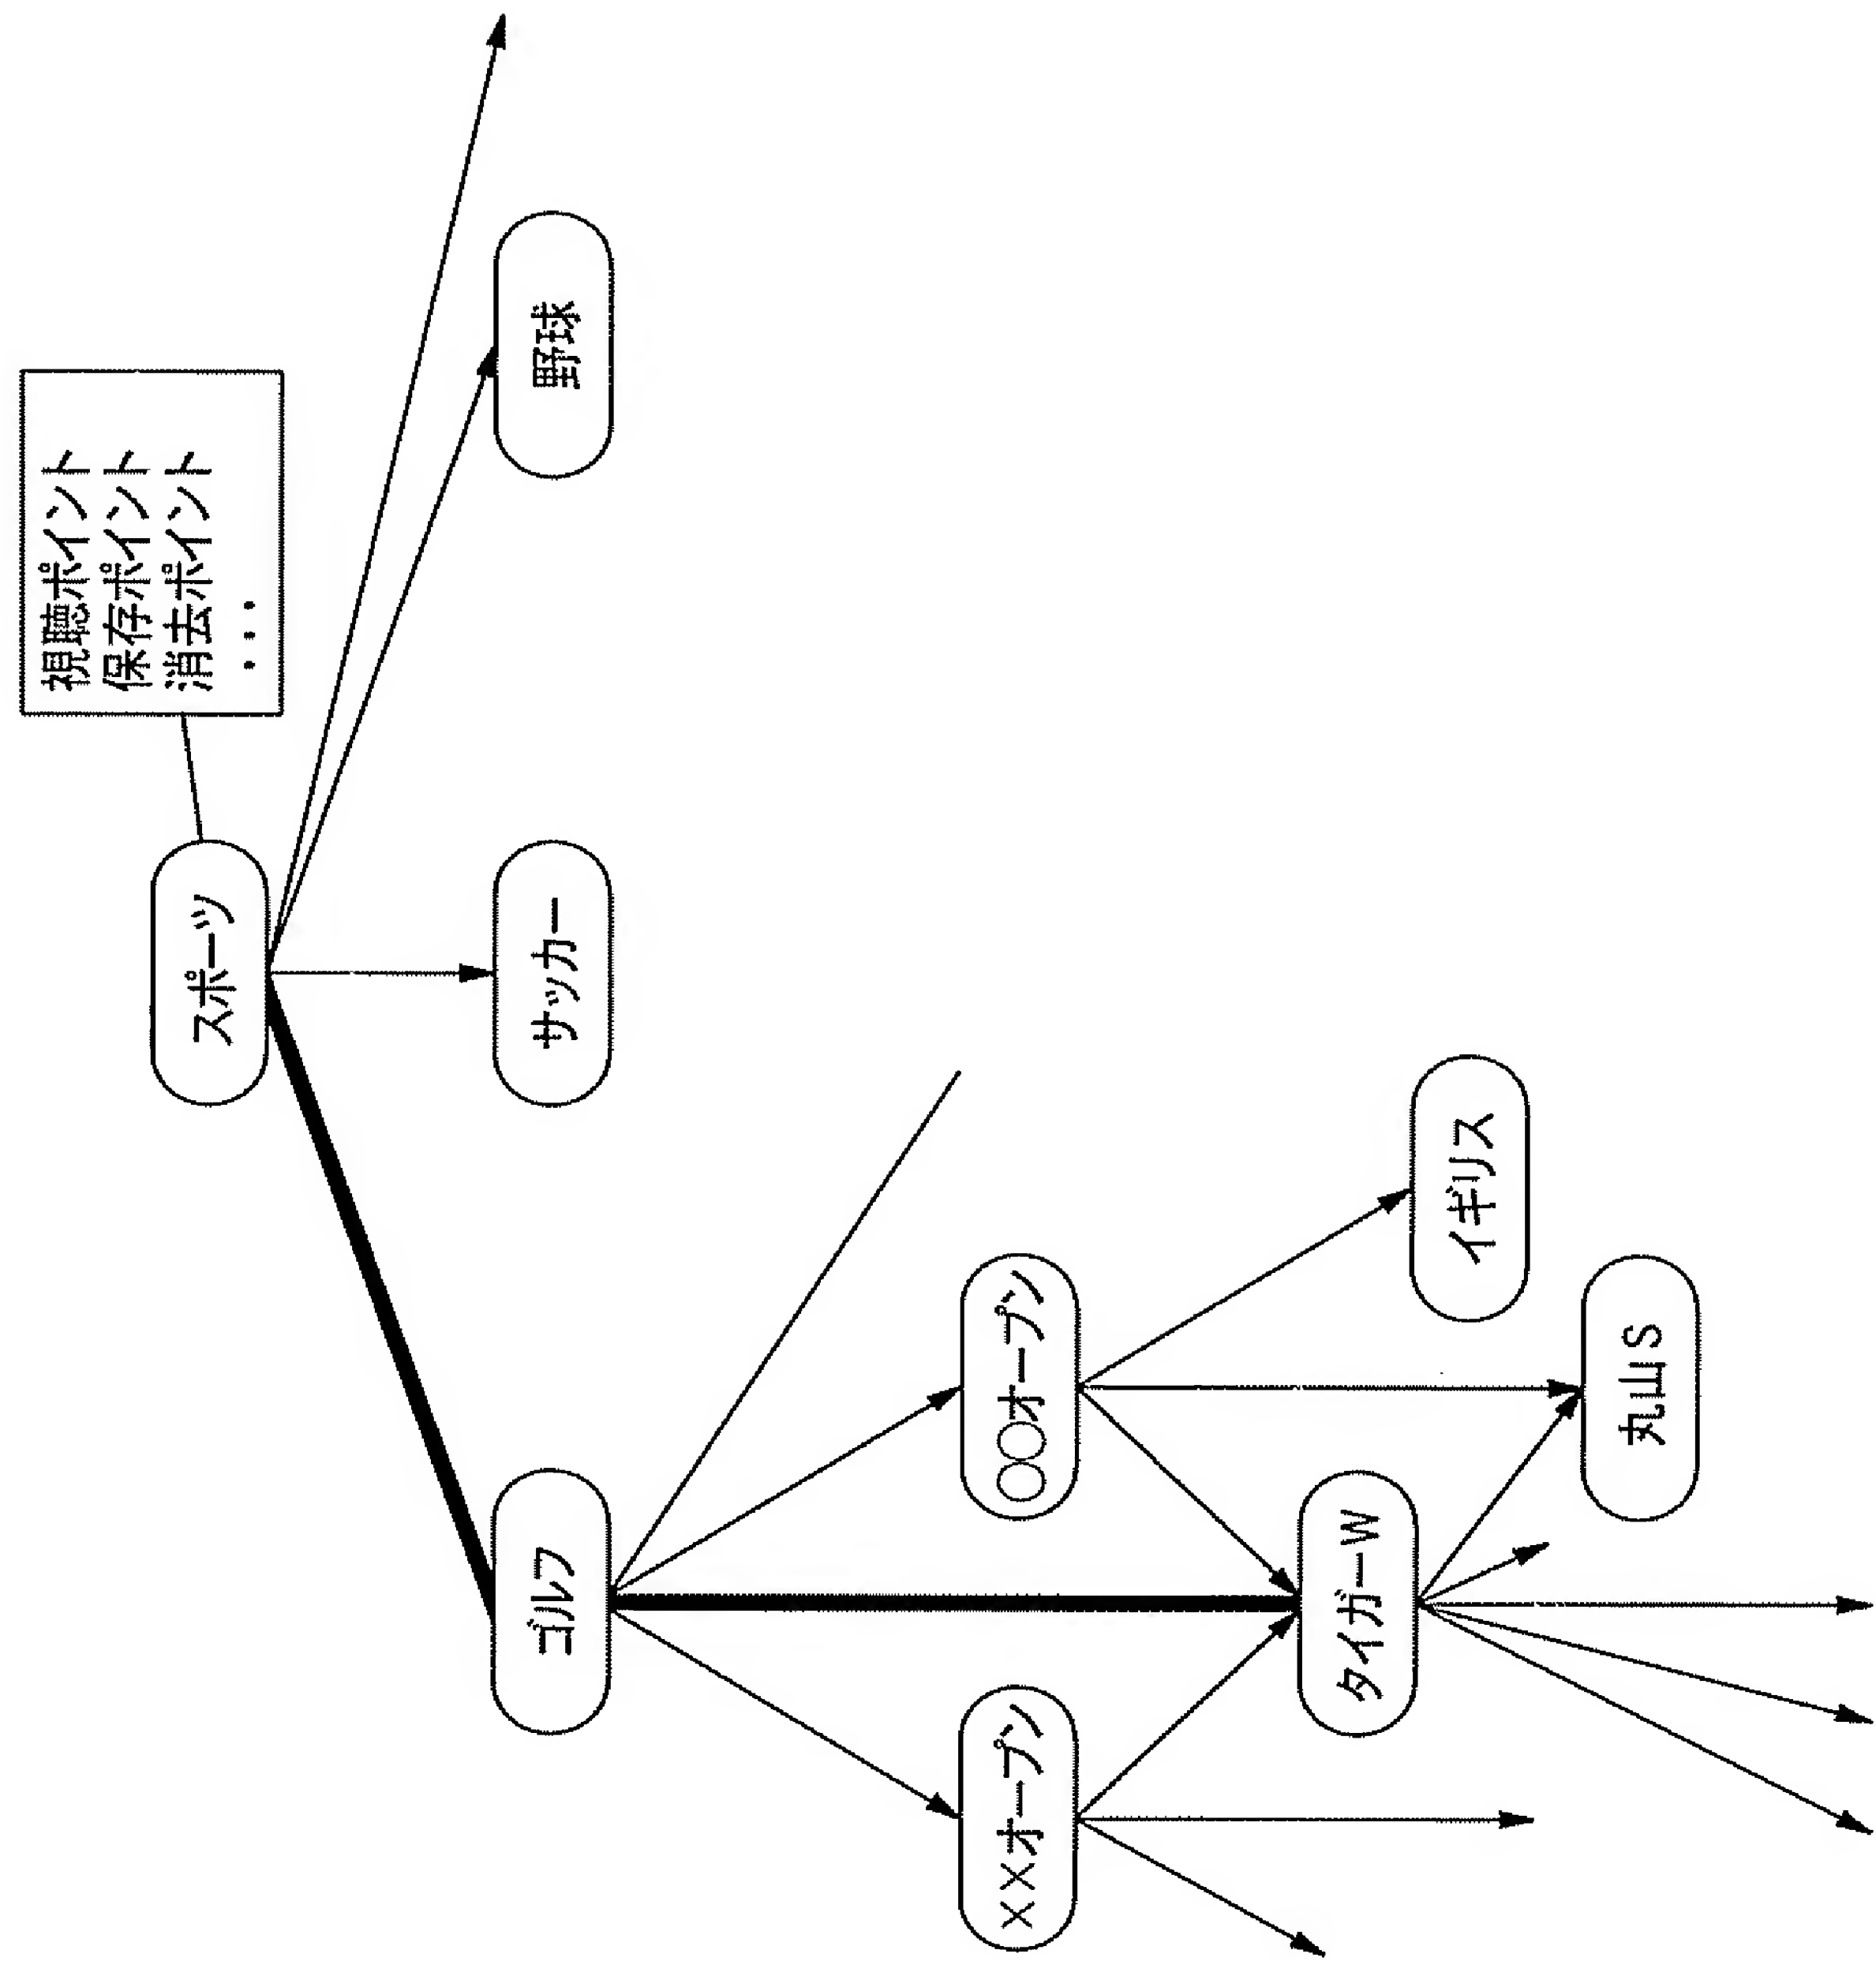 視聴ポイント
保存ポイント
消去ポイント
・・・
スポーツ
野球
サッカー
ゴルフ
○○オープン
××オープン
イギリス
タイガーW
丸山S